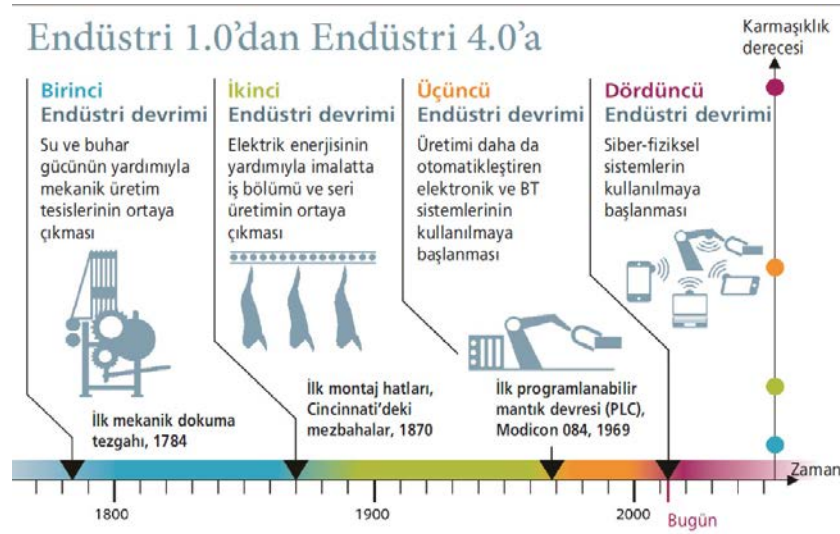 Endüstri 1.0’dan Endüstri 4.0’a
Karmaşıklık
derecesi
Birinci
Endüstri devrimi
Su ve buhar
gücünün yardımıyla
mekanik üretim
tesislerinin ortaya
çıkması
İkinci
Endüstri devrimi
Elektrik enerjisinin
yardımıyla imalatta
iş bölümü ve seri
üretimin ortaya
çıkması
Üçüncü
Endüstri devrimi
Üretimi daha da
otomatikleştiren
elektronik ve BT
sistemlerinin
kullanılmaya
başlanması
Dördüncü
Endüstri devrimi
Siber-fiziksel
sistemlerin
kullanılmaya
başlanması
İlk mekanik dokuma
tezgahı, 1784
İlk montaj hatları,
Cincinnati’deki
mezbahalar, 1870
İlk programlanabilir
mantık devresi (PLC),
Modicon 084, 1969
Zaman
1800
1900
2000
Bugün